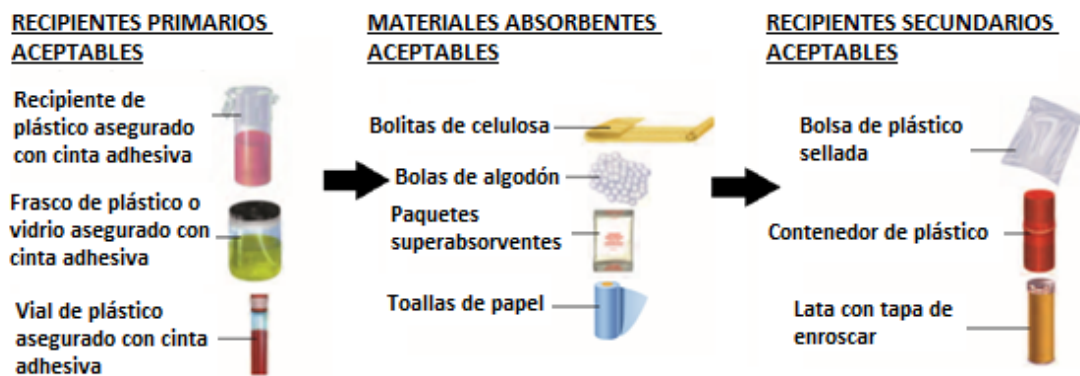 RECIPIENTES PRIMARIOS
ACEPTABLES
Recipiente de
plástico asegurado
con cinta adhesiva
Frasco de plástico o
vidrio asegurado con
cinta adhesiva
Vial de plástico
asegurado con cinta
adhesiva
MATERIALES ABSORBENTES
ACEPTABLES
Bolitas de celulosa
Bolas de algodón
Paquetes
superabsorventes
Toallas de papel
RECIPIENTES SECUNDARIOS
ACEPTABLES
Bolsa de plástico
sellada
Contenedor de plástico
Lata con tapa de
enroscar